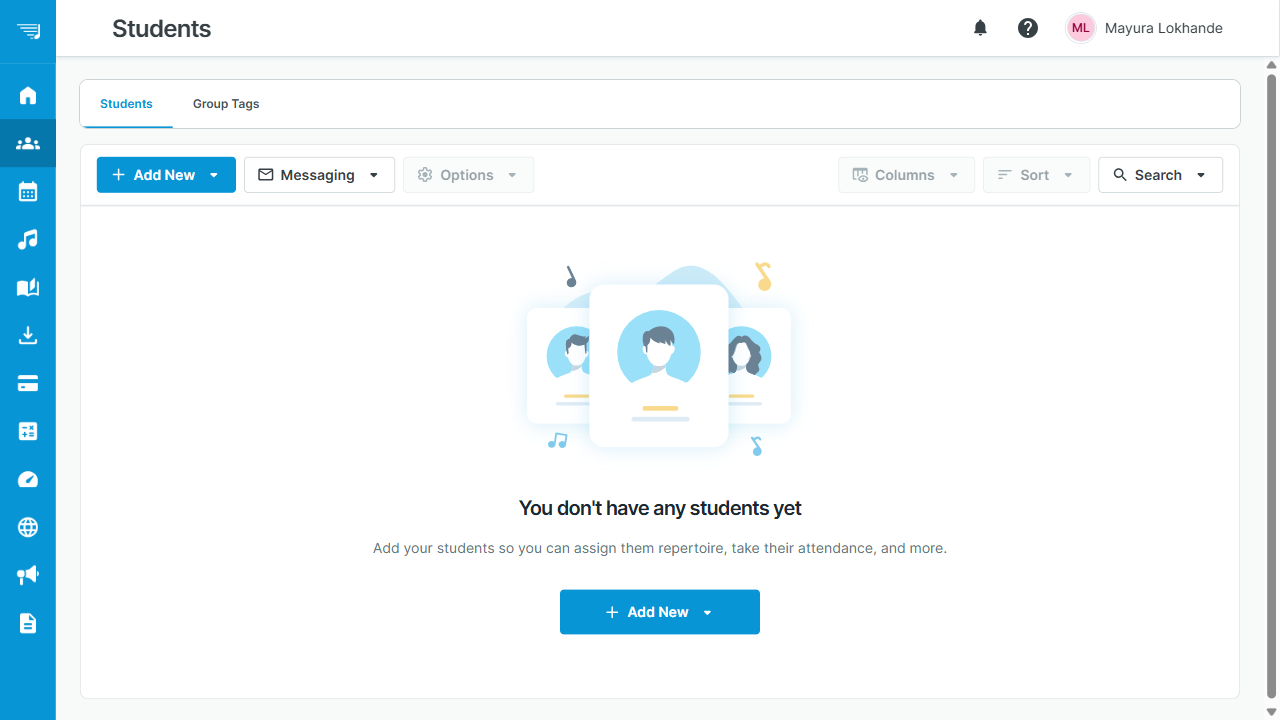 Students
ML
Mayura Lokhande
Students
Group Tags
Add New
Messaging
Options
Columns
Sort
Search
You don't have any students yet
Add your students so you can assign them repertoire, take their attendance, and more.
Add New